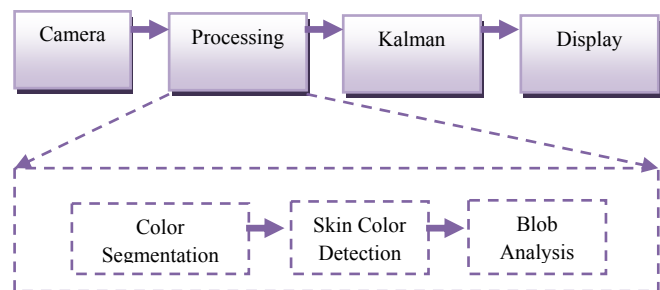 Camera
Processing
Kalman
Display
Color
Segmentation
Skin Color
Detection
Blob
Analysis